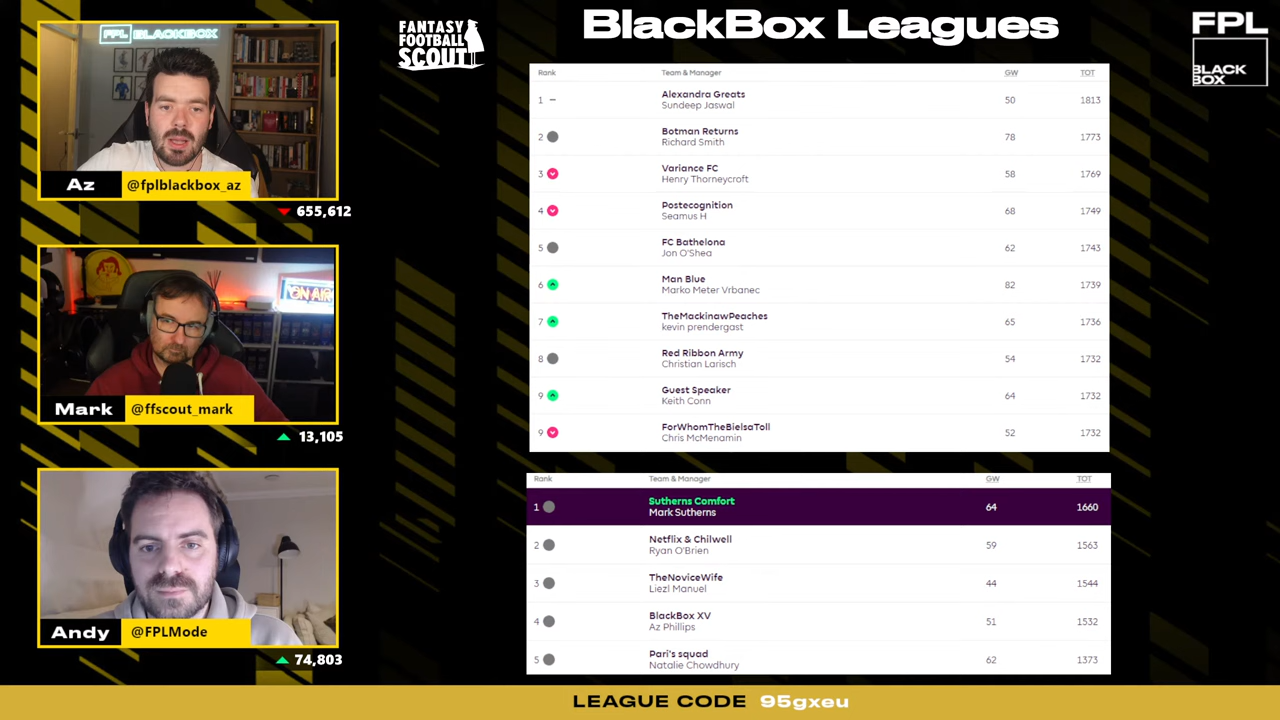 FPL BLACKBOX
Az @fplblackbox_az
655,612
ON AIR
Mark @ffscout_mark
13,105
Andy @FPLMode
74,803
FANTASY
FOOTBALL
SCOUT
BlackBox Leagues
FPL
BLACK
BOX
Rank Team & Manager GW TOT
1 Alexandra Greats 50 1813
Sundeep Jaswal
2 Botman Returns 78 1773
Richard Smith
3 Variance FC 58 1769
Henry Thorneycroft
4 Postecognition 68 1749
Seamus H
5 FC Bathelona 62 1743
Jon O'Shea
6 Man Blue 82 1739
Marko Meter Vrbanec
7 TheMackinawPeaches 65 1736
kevin prendergast
8 Red Ribbon Army 54 1732
Christian Larisch
9 Guest Speaker 64 1732
Keith Conn
9 ForWhomTheBielsaToll 52 1732
Chris McMenamin
Rank Team & Manager GW TOT
1 Sutherns Comfort 64 1660
Mark Sutherns
2 Netflix & Chilwell 59 1563
Ryan O'Brien
3 TheNoviceWife 44 1544
Liezl Manuel
4 BlackBox XV 51 1532
Az Phillips
5 Pari's squad 62 1373
Natalie Chowdhury
LEAGUE CODE 95gxeu